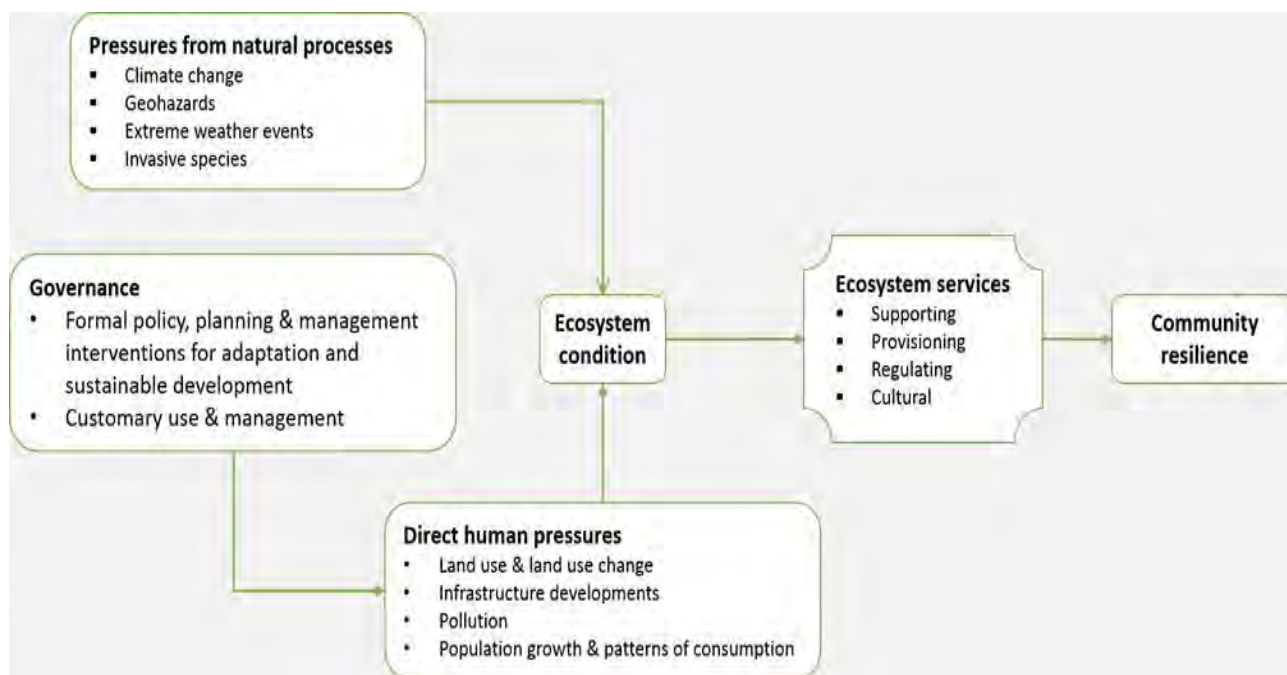 Pressures from natural processes
▪ Climate change
▪ Geohazards
▪ Extreme weather events
▪ Invasive species
Governance
• Formal policy, planning & management
interventions for adaptation and
sustainable development
• Customary use & management
Ecosystem
condition
Ecosystem services
▪ Supporting
▪ Provisioning
▪ Regulating
▪ Cultural
Community
resilience
Direct human pressures
• Land use & land use change
• Infrastructure developments
• Pollution
• Population growth & patterns of consumption